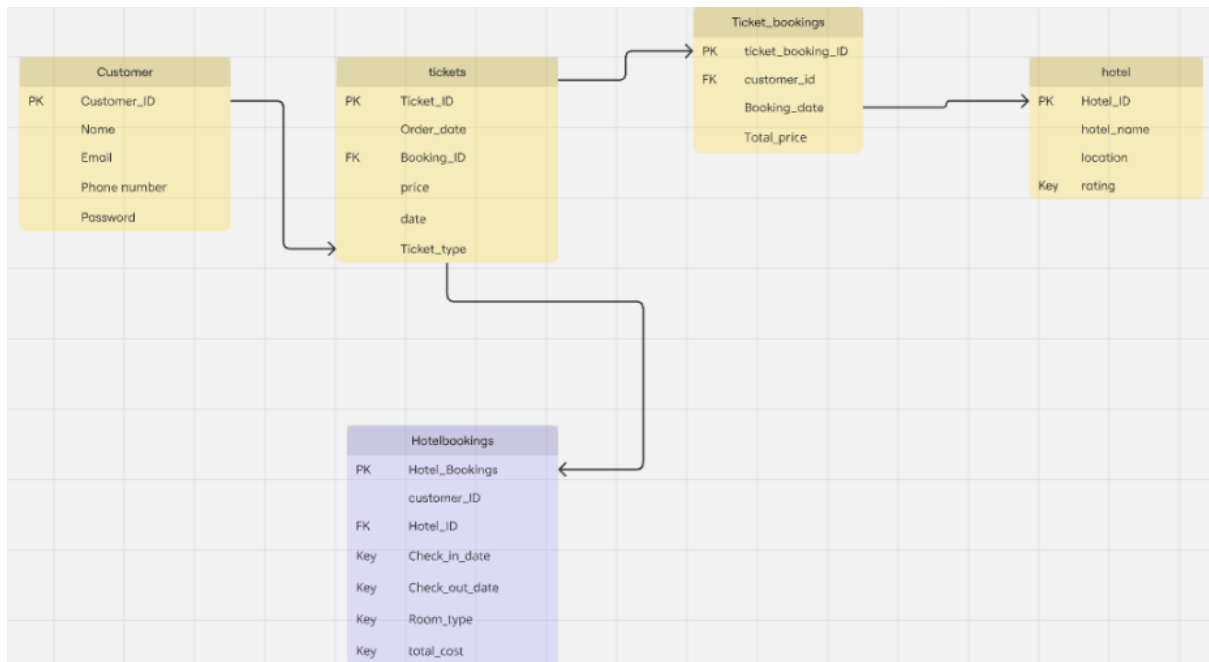 Customer
PK Customer_ID
Name
Email
Phone number
Password
tickets
PK Ticket_ID
Order_date
FK Booking_ID
price
date
Ticket_type
Ticket_bookings
PK ticket_booking_ID
FK customer_id
Booking_date
Total_price
hotel
PK Hotel_ID
hotel_name
location
Key rating
Hotelbookings
PK Hotel_Bookings
customer_ID
FK Hotel_ID
Key Check_in_date
Key Check_out_date
Key Room_type
Key total_cost